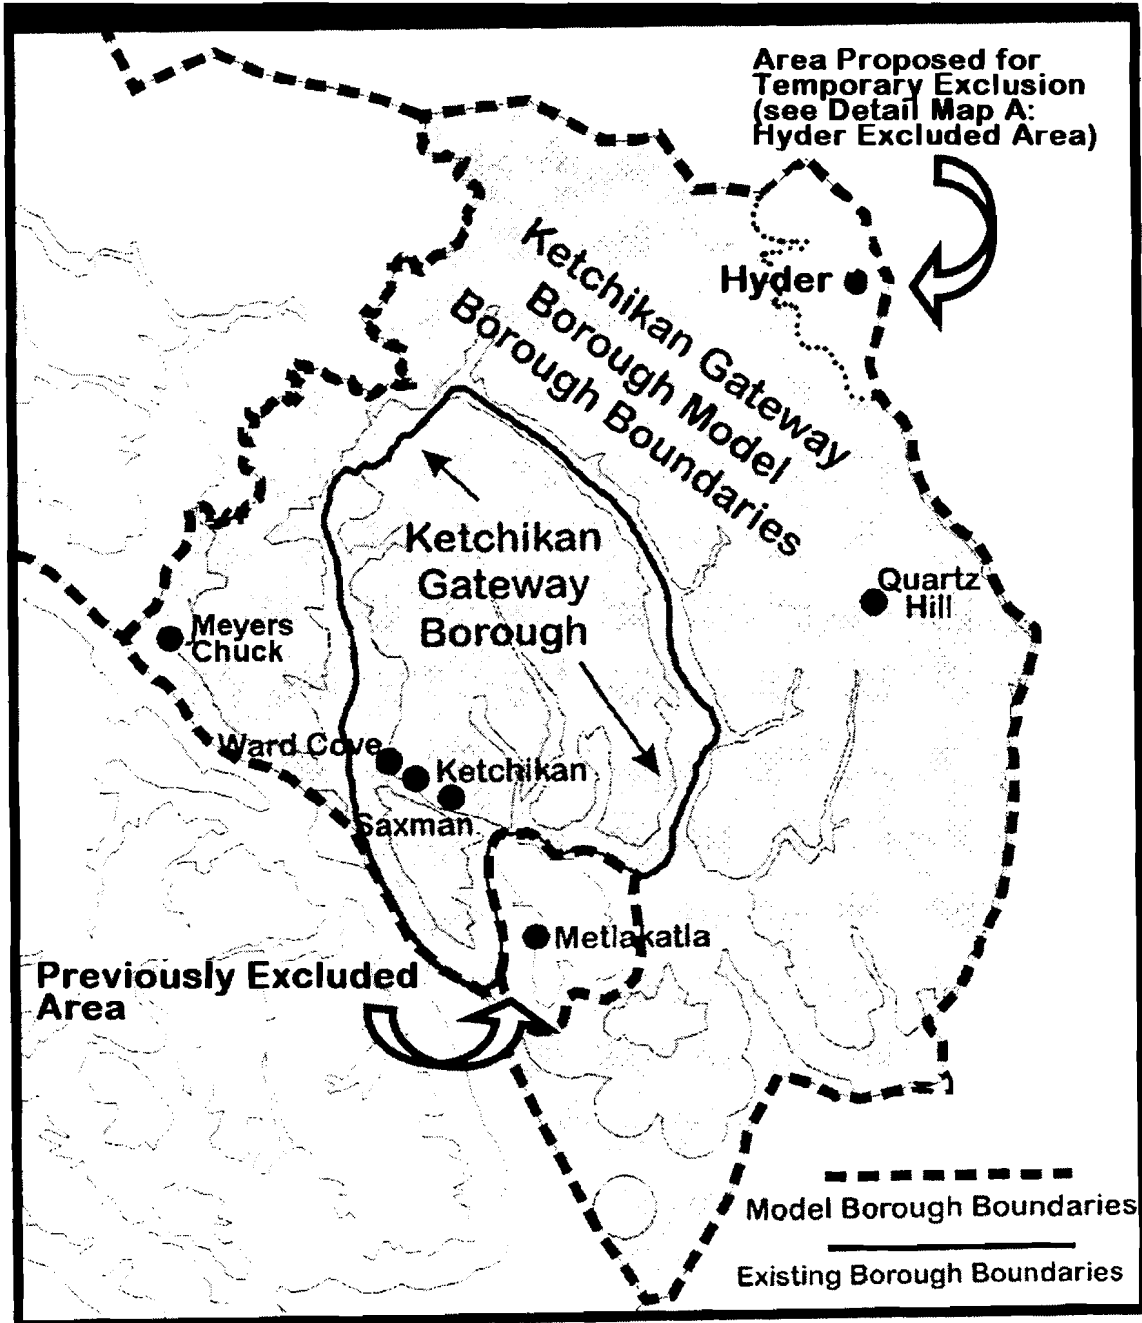 Area Proposed for
Temporary Exclusion
(see Detail Map A:
Hyder Excluded Area)
Ketchikan Gateway
Borough Model
Borough Boundaries
Hyder
Ketchikan
Gateway
Borough
Quartz
Hill
Meyers
Chuck
Ward Cove
Ketchikan
Saxman
Metlakatla
Previously Excluded
Area
Model Borough Boundaries
Existing Borough Boundaries